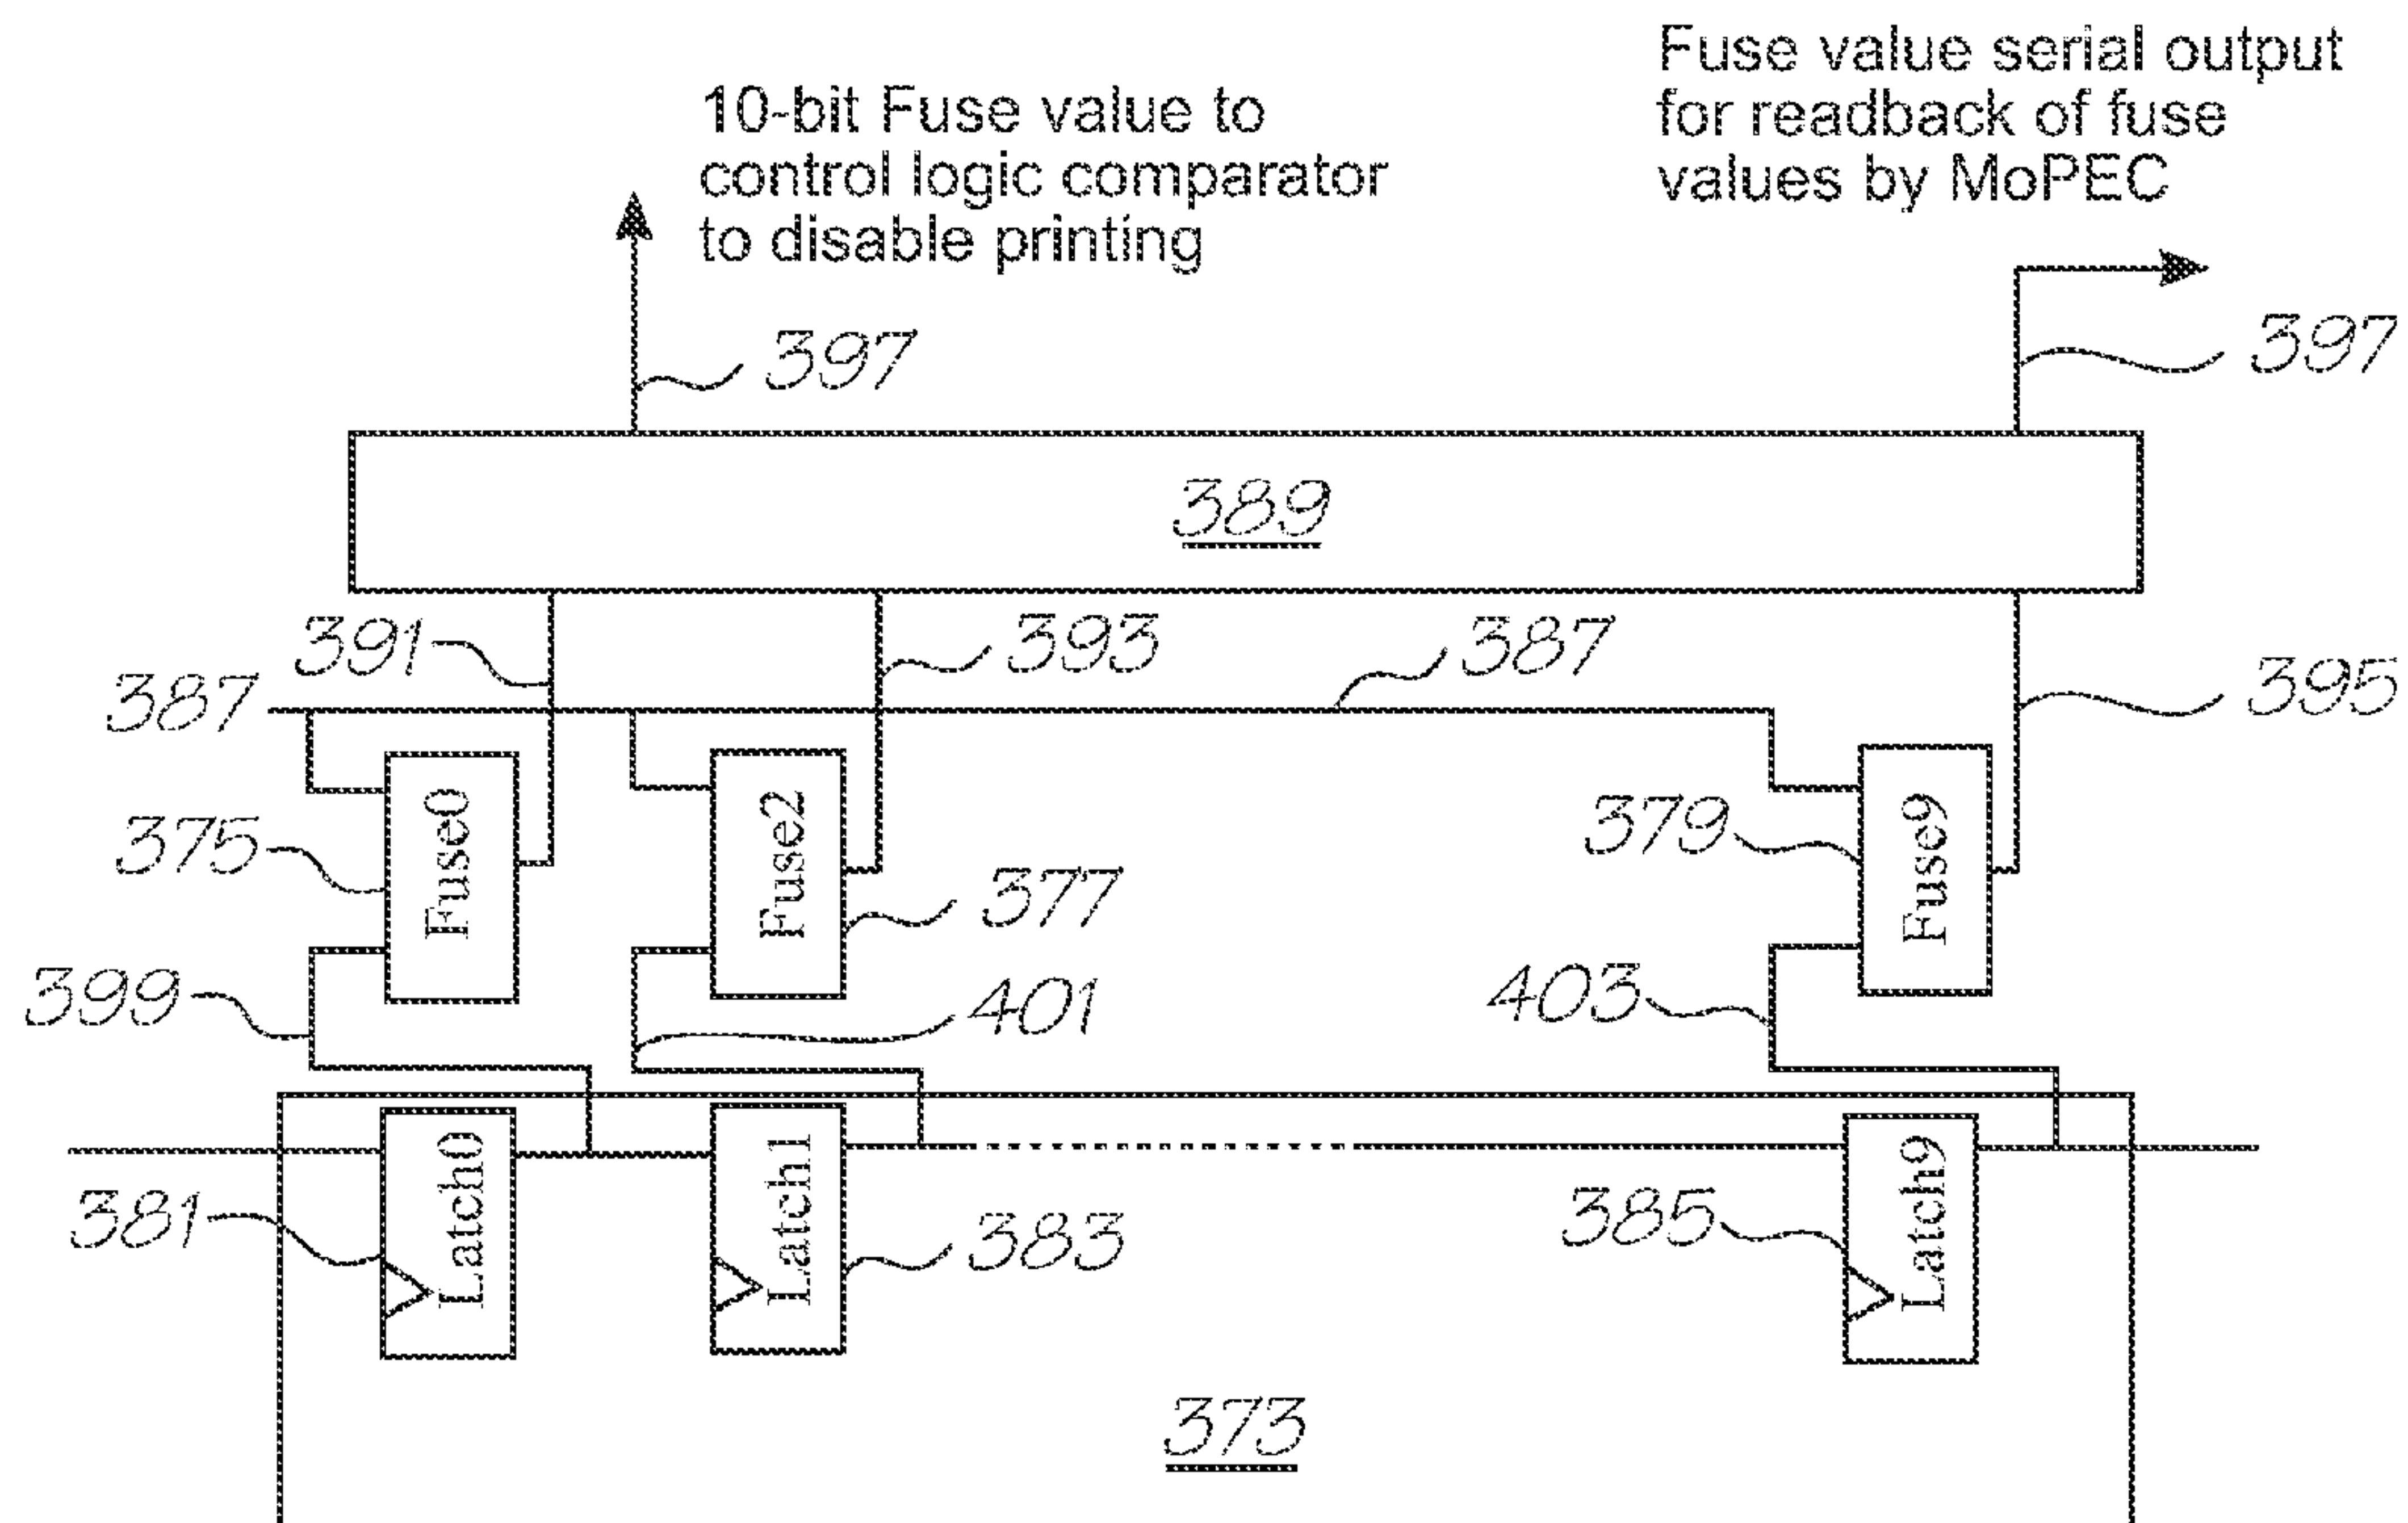 Fuse value serial output
for readback of fuse
values by MoPEC
10-bit Fuse value to
control logic comparator
to disable printing
397
397
389
391
393
387
387
395
375
Fuse0
Fuse2
377
379
Fuse9
399
401
403
381
Latch0
Latch1
383
385
Latch9
373